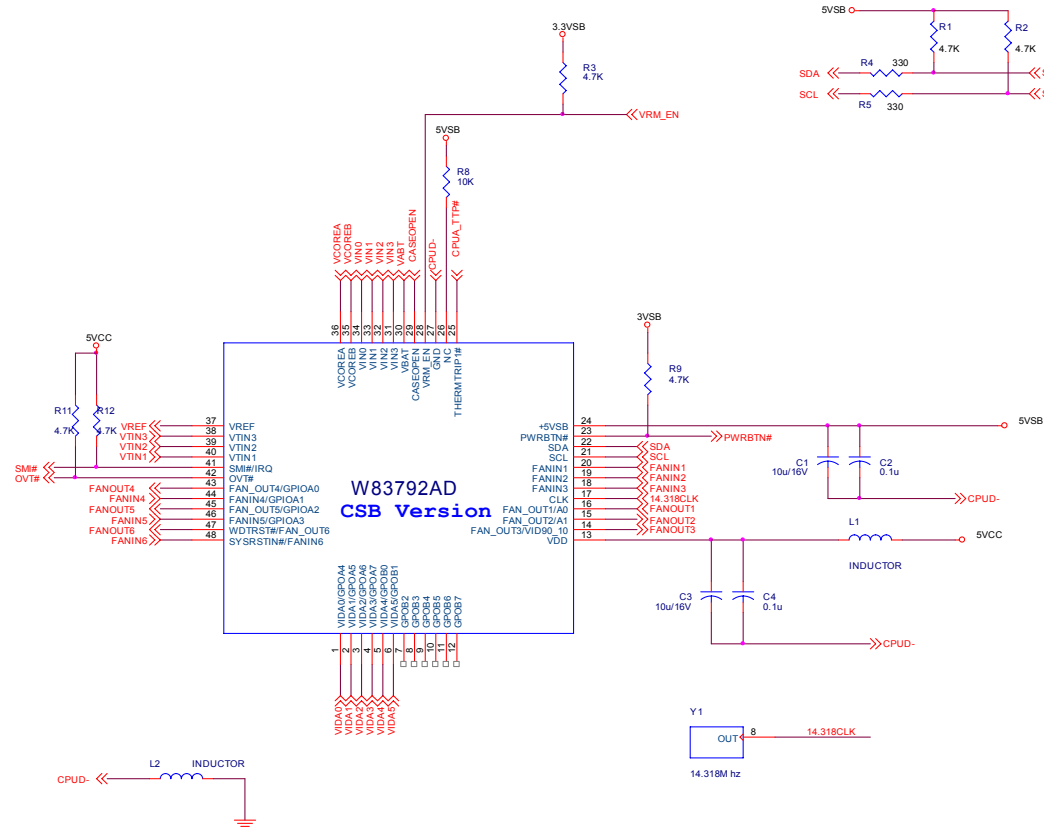 5VSB
R1
4.7K
R2
4.7K
R4 330
SDA
SCL
R5 330
3.3VSB
R3
4.7K
VRM_EN
5VSB
R8
10K
VCOREA
VCOREB
VIN0
VIN1
VIN2
VIN3
VABT
CASEOPEN
CPUD-
CPUA_TTP#
36
35
34
33
32
31
30
29
28
27
26
25
VCOREA
VCOREB
VIN0
VIN1
VIN2
VIN3
VBAT
CASEOPEN
VRM_EN
GND
NC
THERMTRIP1#
5VCC
R11
4.7K
R12
4.7K
VREF 37 VREF
VTIN3 38 VTIN3
VTIN2 39 VTIN2
VTIN1 40 VTIN1
SMI# 41 SMI#/IRQ
OVT# 42 OVT#
FANOUT4 43 FAN_OUT4/GPIOA0
FANIN4 44 FANIN4/GPIOA1
FANOUT5 45 FAN_OUT5/GPIOA2
FANIN5 46 FANIN5/GPIOA3
FANOUT6 47 WDTRST#/FAN_OUT6
FANIN6 48 SYSRSTIN#/FANIN6
W83792AD
CSB Version
3VSB
R9
4.7K
+5VSB 24 5VSB
PWRBTN# 23 PWRBTN#
SDA 22 SDA
SCL 21 SCL
FANIN1 20 FANIN1
FANIN2 19 FANIN2
FANIN3 18 FANIN3
CLK 17 14.318CLK
FAN_OUT1/A0 16 FANOUT1
FAN_OUT2/A1 15 FANOUT2
FAN_OUT3/VID90_10 14 FANOUT3
VDD 13
C1
10u/16V
C2
0.1u
CPUD-
L1
INDUCTOR
5VCC
C3
10u/16V
C4
0.1u
CPUD-
VIDA0/GPOA4
VIDA1/GPOA5
VIDA2/GPOA6
VIDA3/GPOA7
VIDA4/GPOB0
VIDA5/GPOB1
GPOB2
GPOB3
GPOB4
GPOB5
GPOB6
GPOB7
1
2
3
4
5
6
7
8
9
10
11
12
VIDA0
VIDA1
VIDA2
VIDA3
VIDA4
VIDA5
Y1
OUT 8 14.318CLK
14.318M hz
L2 INDUCTOR
CPUD-